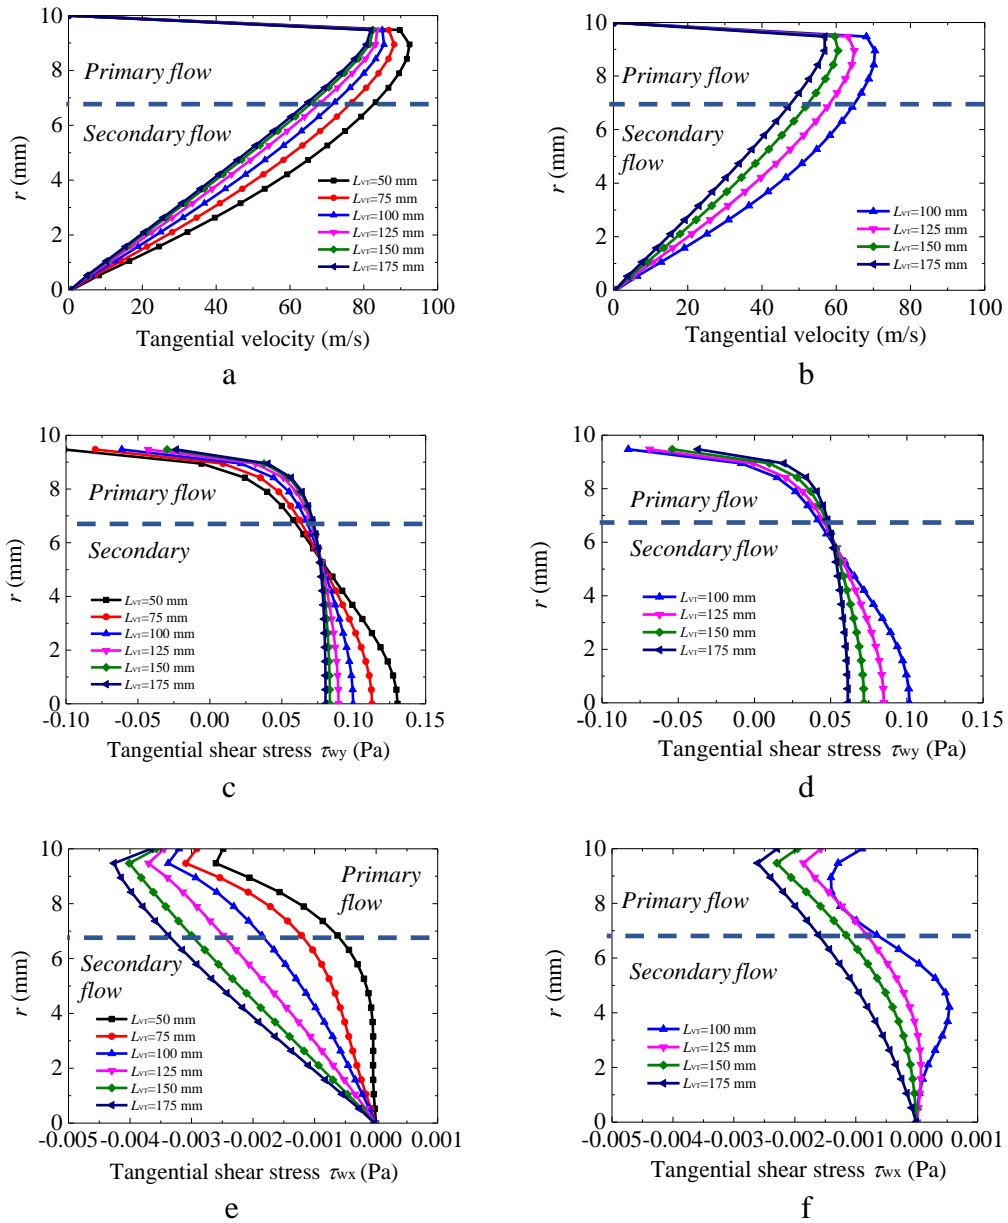 10
8
6
4
2
0
r (mm)
Primary flow
Secondary flow
LVT=50 mm
LVT=75 mm
LVT=100 mm
LVT=125 mm
LVT=150 mm
LVT=175 mm
0 20 40 60 80 100
Tangential velocity (m/s)
a
10
8
6
4
2
0
r (mm)
Primary flow
Secondary
flow
LVT=100 mm
LVT=125 mm
LVT=150 mm
LVT=175 mm
0 20 40 60 80 100
Tangential velocity (m/s)
b
10
8
6
4
2
0
r (mm)
Primary flow
Secondary
LVT=50 mm
LVT=75 mm
LVT=100 mm
LVT=125 mm
LVT=150 mm
LVT=175 mm
-0.10 -0.05 0.00 0.05 0.10 0.15
Tangential shear stress τwy (Pa)
c
10
8
6
4
2
0
r (mm)
Primary flow
Secondary flow
LVT=100 mm
LVT=125 mm
LVT=150 mm
LVT=175 mm
-0.10 -0.05 0.00 0.05 0.10 0.15
Tangential shear stress τwy (Pa)
d
10
8
6
4
2
0
r (mm)
Primary
flow
Secondary
flow
LVT=50 mm
LVT=75 mm
LVT=100 mm
LVT=125 mm
LVT=150 mm
LVT=175 mm
-0.005 -0.004 -0.003 -0.002 -0.001 0.000 0.001
Tangential shear stress τwx (Pa)
e
10
8
6
4
2
0
r (mm)
Primary flow
Secondary flow
LVT=100 mm
LVT=125 mm
LVT=150 mm
LVT=175 mm
-0.005 -0.004 -0.003 -0.002 -0.001 0.000 0.001
Tangential shear stress τwx (Pa)
f